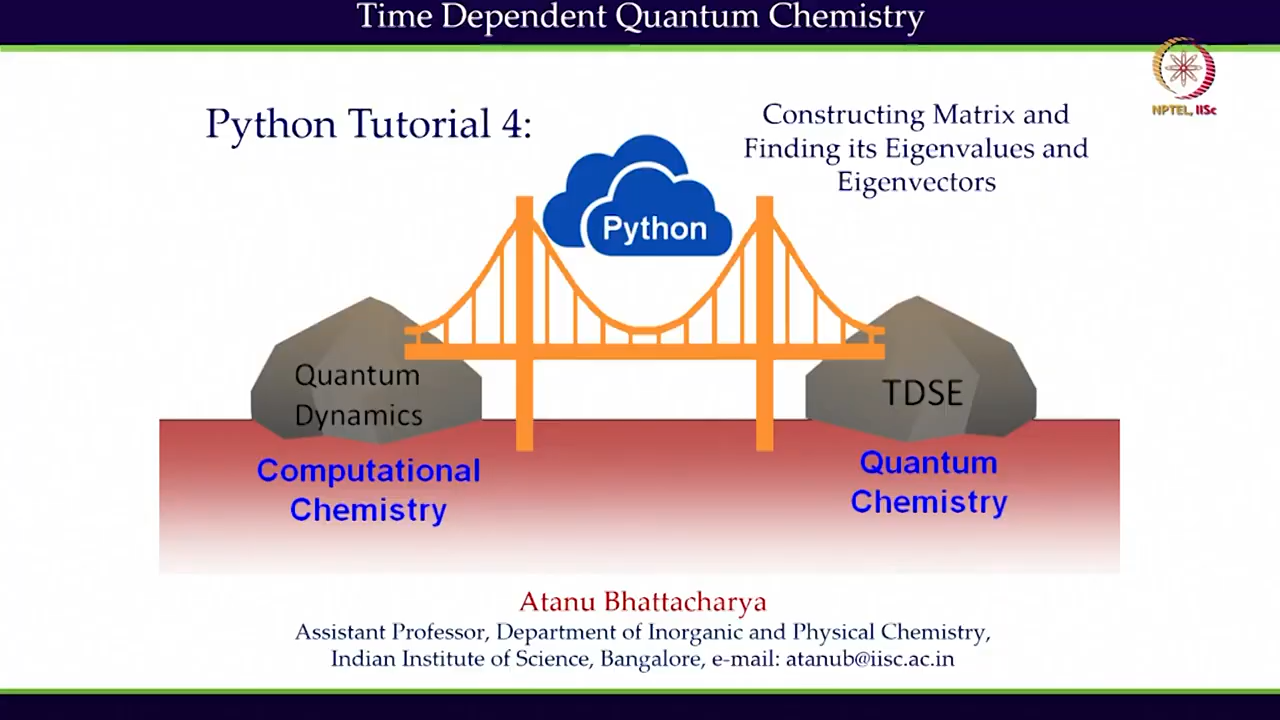 Time Dependent Quantum Chemistry
NPTEL, IISc
Python Tutorial 4:
Constructing Matrix and
Finding its Eigenvalues and
Eigenvectors
Python
Quantum
Dynamics
TDSE
Computational
Chemistry
Quantum
Chemistry
Atanu Bhattacharya
Assistant Professor, Department of Inorganic and Physical Chemistry,
Indian Institute of Science, Bangalore, e-mail: atanub@iisc.ac.in